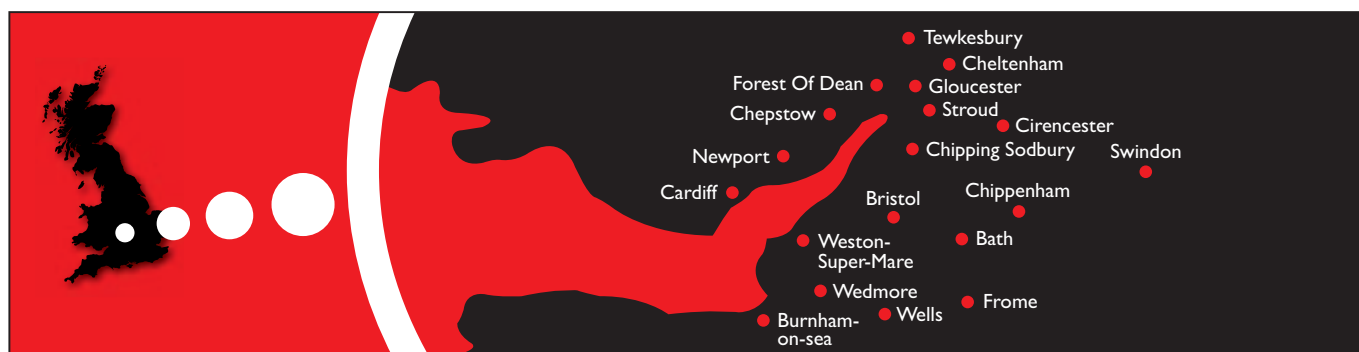 Tewkesbury
Cheltenham
Forest Of Dean
Gloucester
Chepstow
Stroud
Cirencester
Newport
Chipping Sodbury
Swindon
Cardiff
Bristol
Chippenham
Weston-
Super-Mare
Bath
Wedmore
Frome
Burnham-
on-sea
Wells